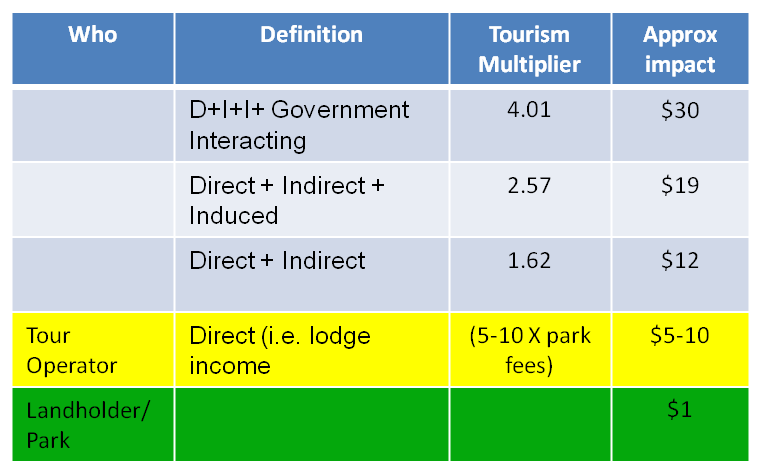 Who Definition Tourism Multiplier Approx impact
D+I+I+ Government Interacting 4.01 $30
Direct + Indirect + Induced 2.57 $19
Direct + Indirect 1.62 $12
Tour Operator Direct (i.e. lodge income (5-10 X park fees) $5-10
Landholder/ Park $1